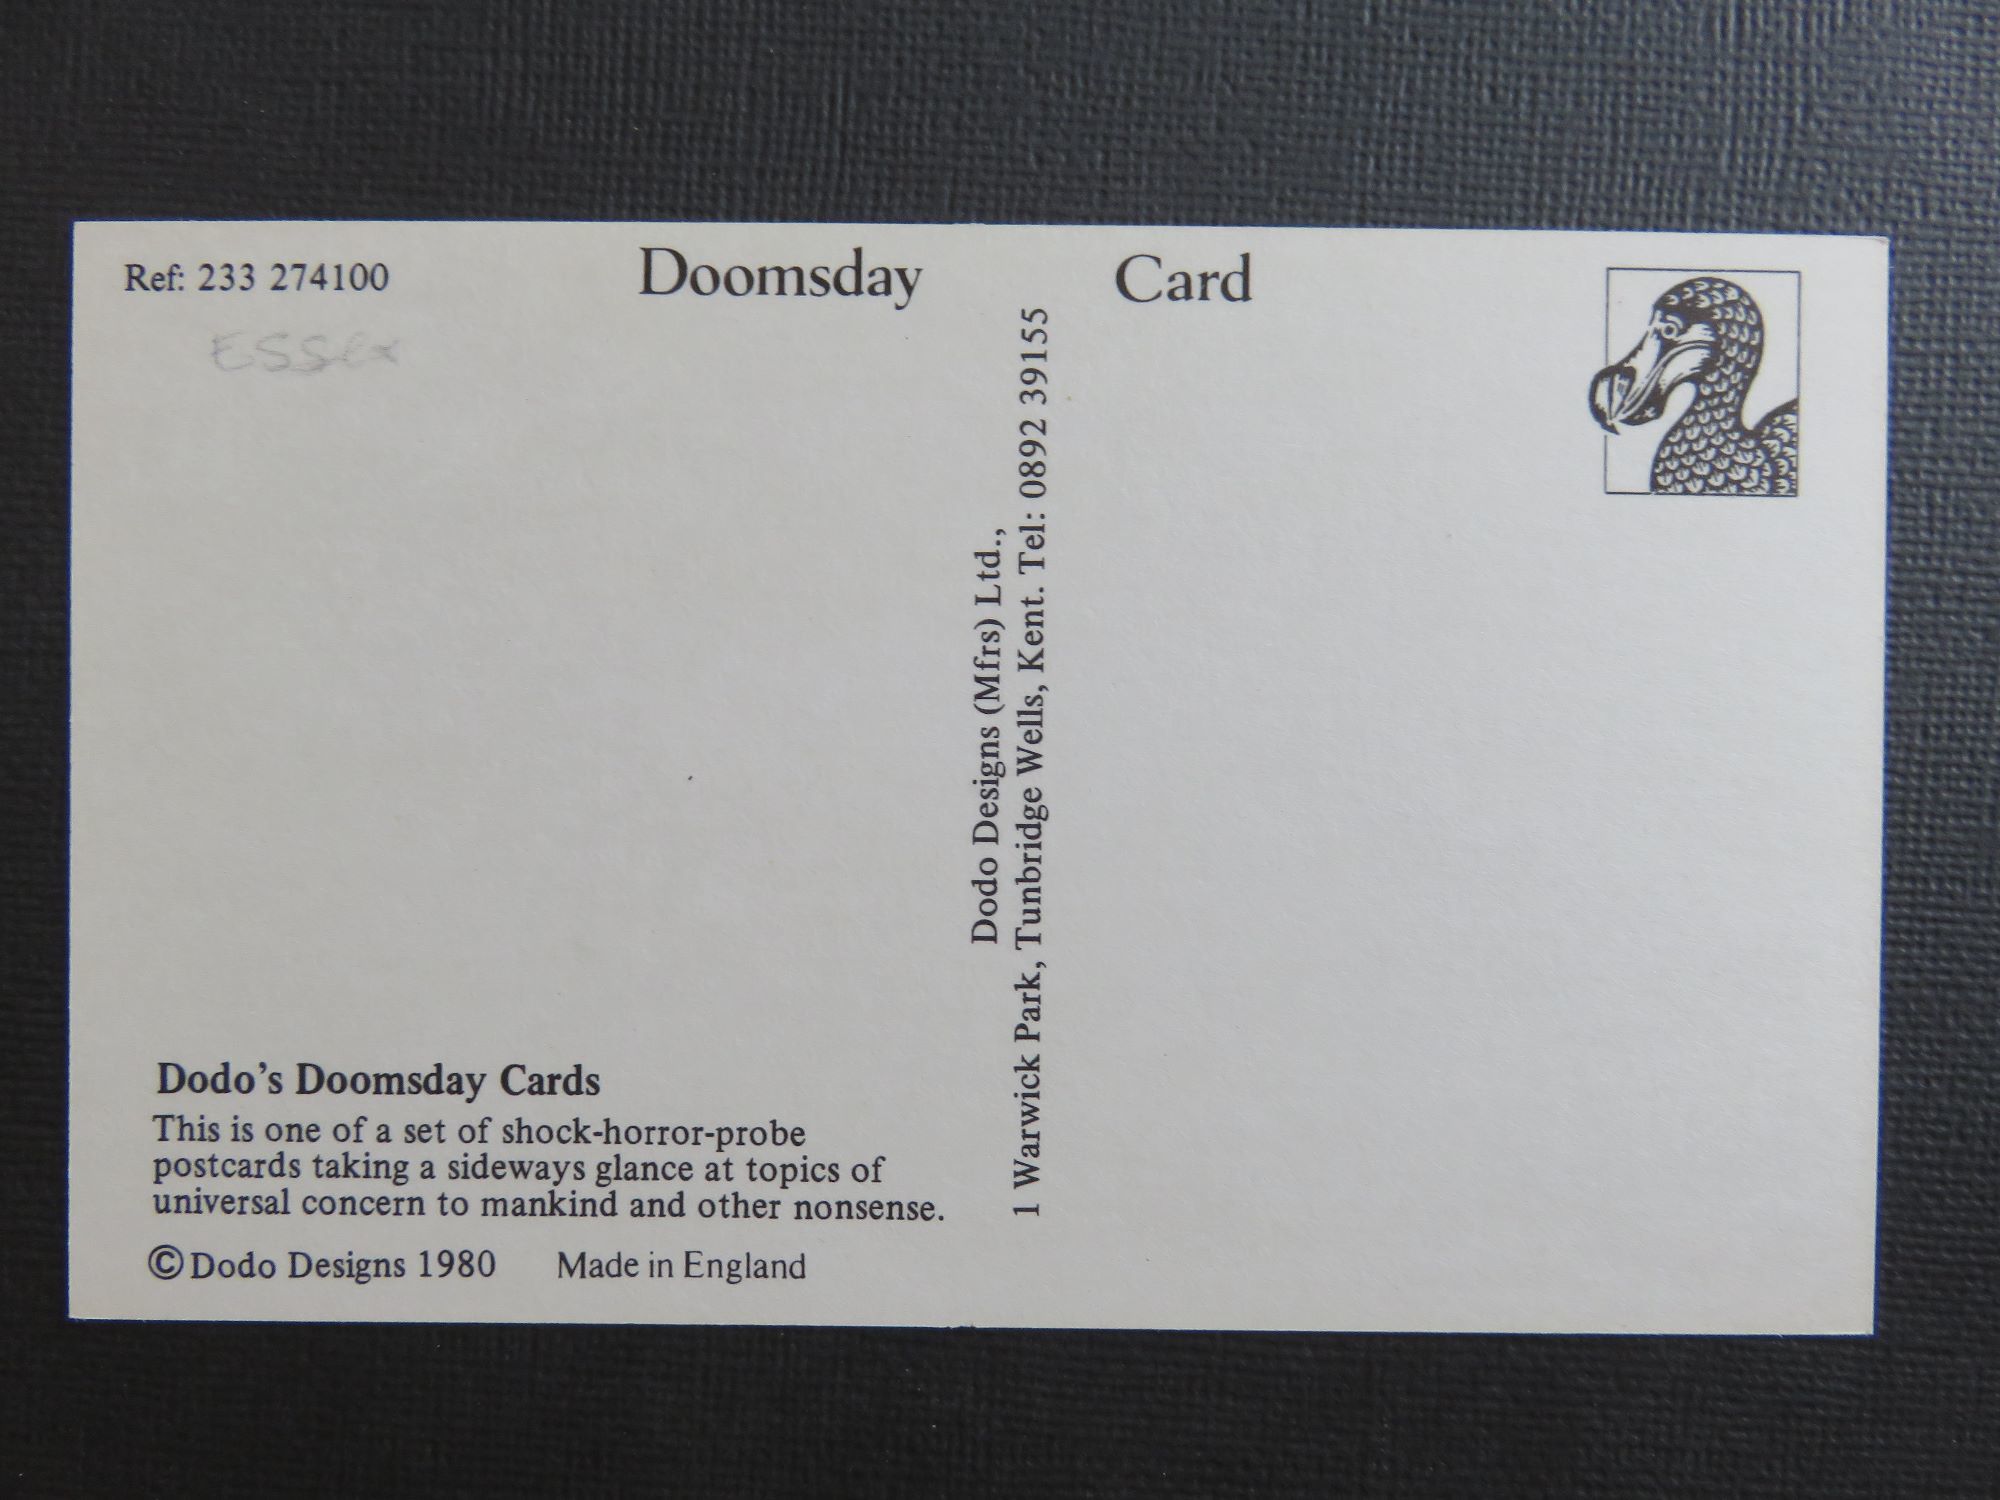 Ref: 233 274100
Essex
Doomsday Card
Dodo Designs (Mfrs) Ltd.,
1 Warwick Park, Tunbridge Wells, Kent. Tel: 0892 39155
Dodo's Doomsday Cards
This is one of a set of shock-horror-probe
postcards taking a sideways glance at topics of
universal concern to mankind and other nonsense.
©Dodo Designs 1980 Made in England